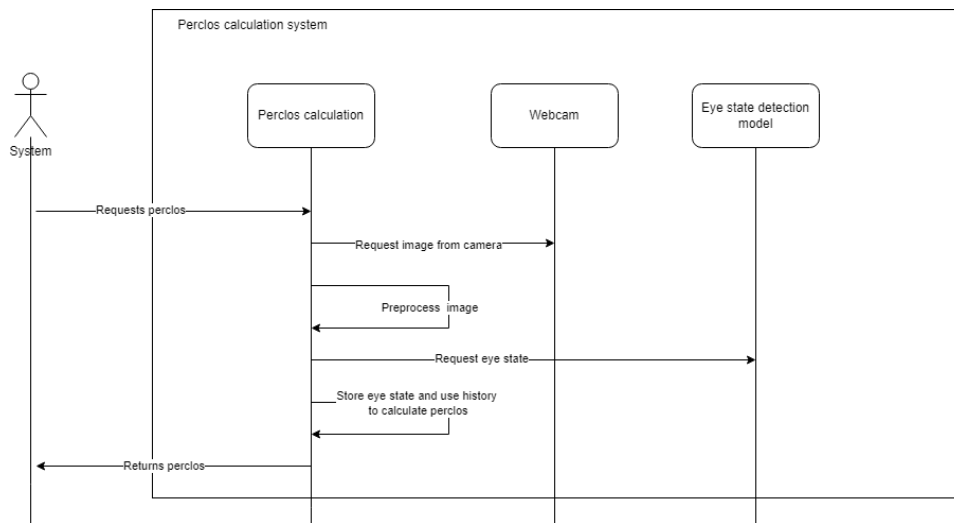 Perclos calculation system
Perclos calculation
Webcam
Eye state detection
model
System
Requests perclos
Request image from camera
Preprocess image
Request eye state
Store eye state and use history
to calculate perclos
Returns perclos